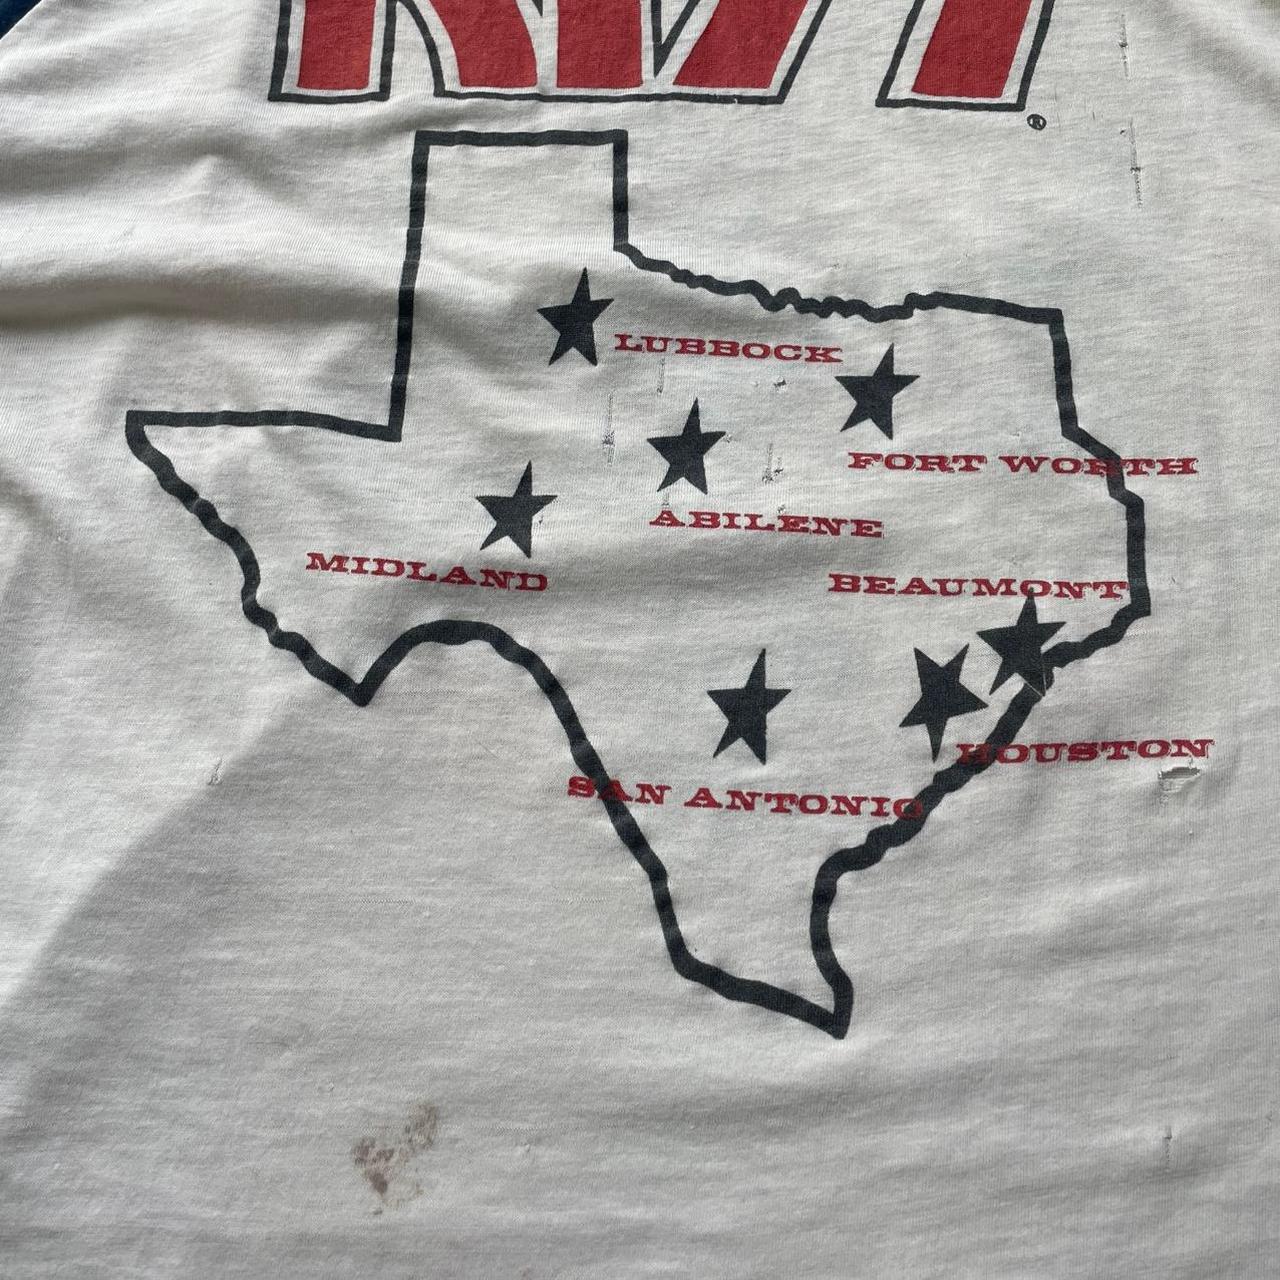 ®
LUBBOCK
FORT WORTH
ABILENE
MIDLAND
BEAUMONT
HOUSTON
SAN ANTONIO